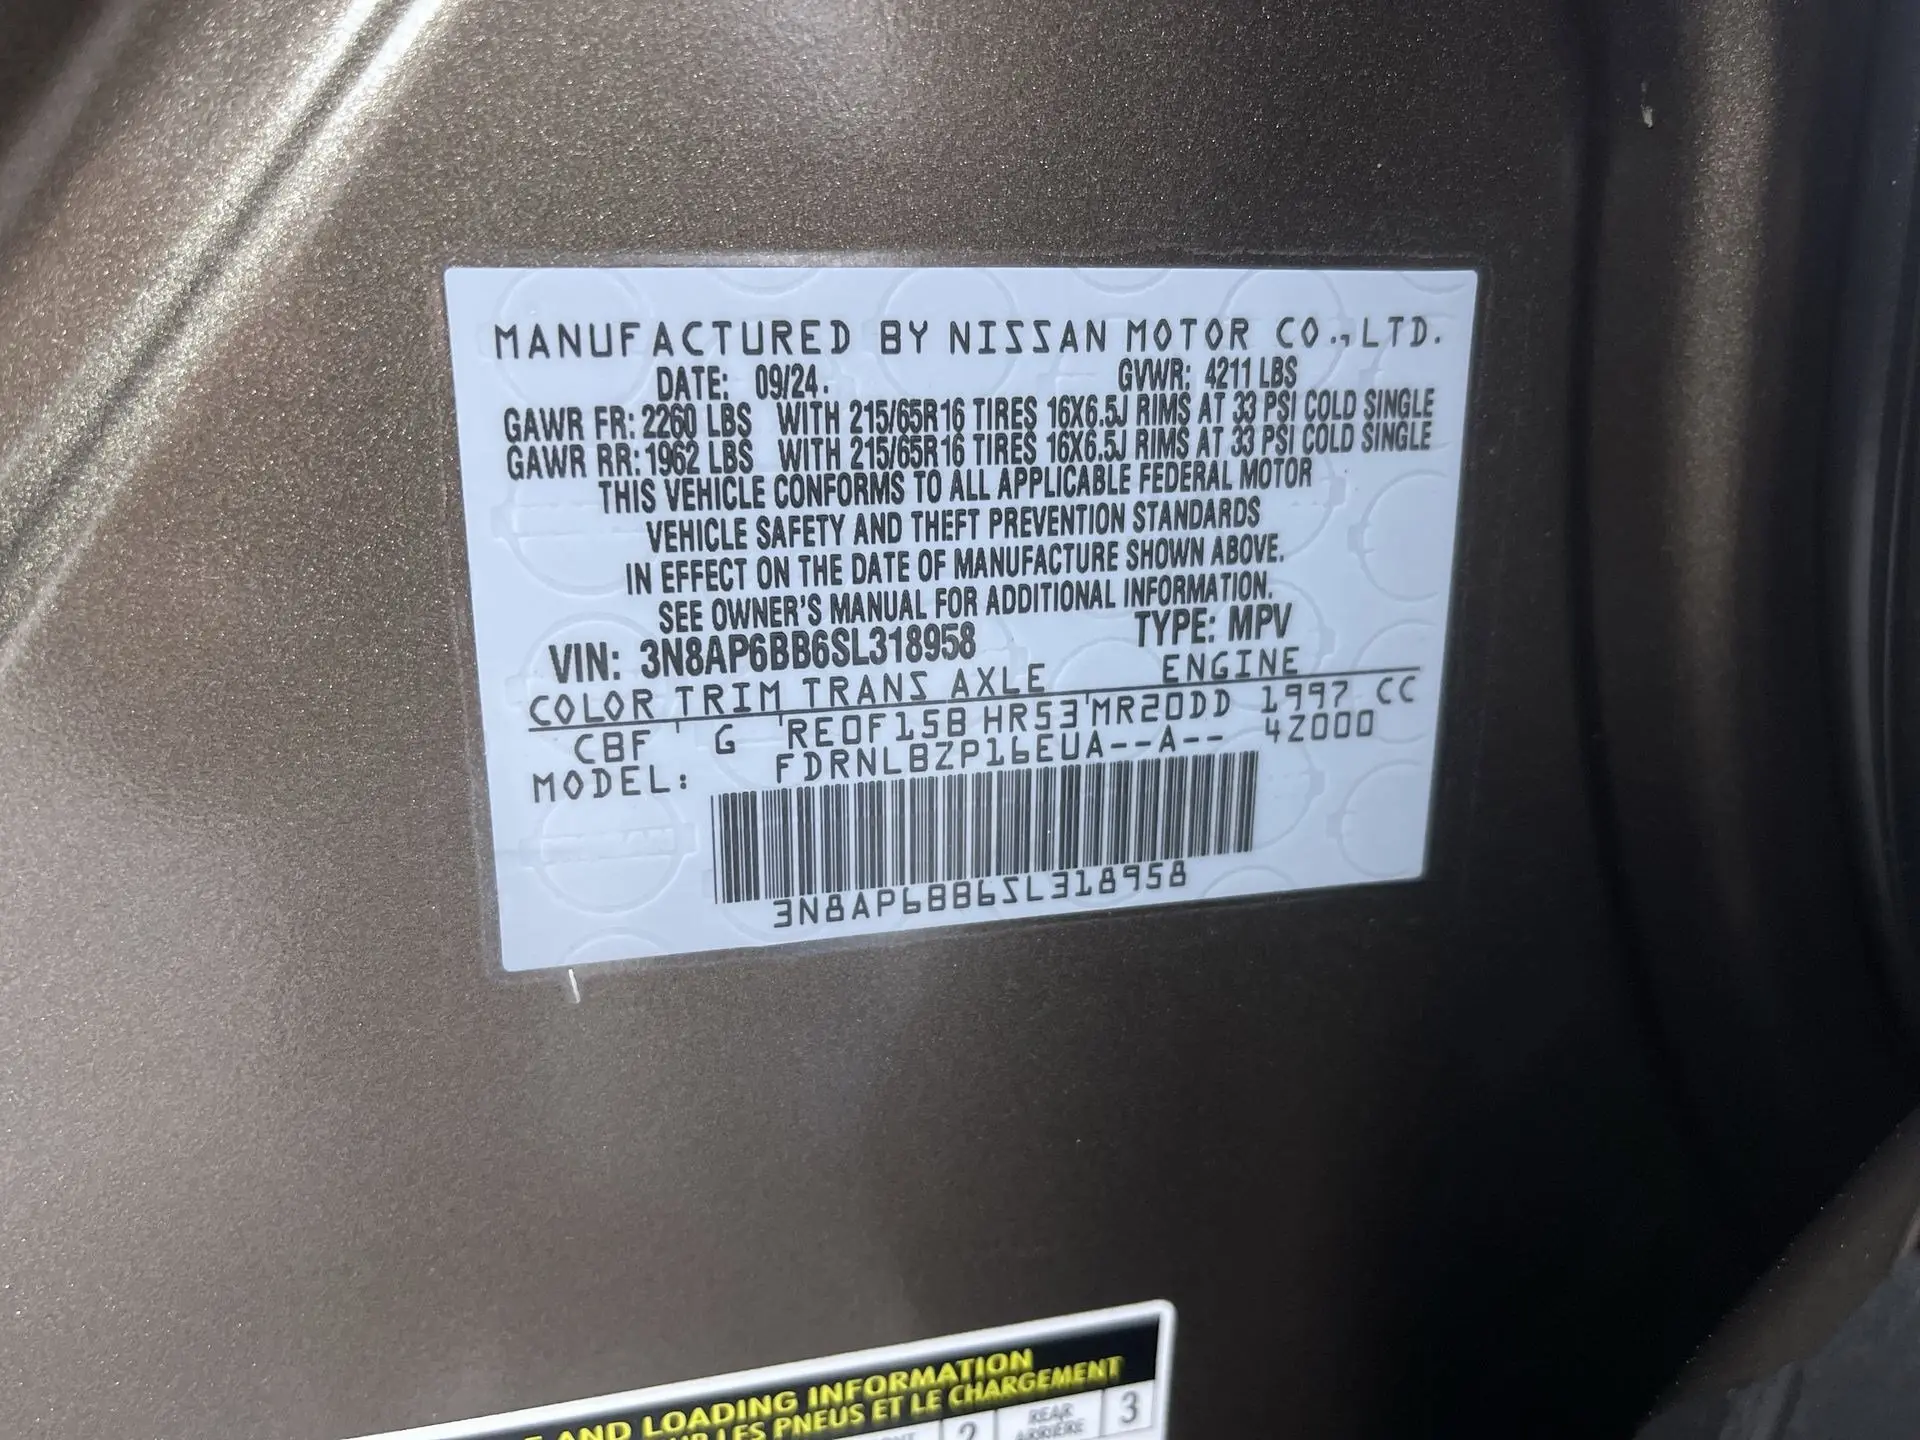 MANUFACTURED BY NISSAN MOTOR CO.,LTD.
DATE: 09/24. GVWR: 4211 LBS
GAWR FR: 2260 LBS WITH 215/65R16 TIRES 16X6.5J RIMS AT 33 PSI COLD SINGLE
GAWR RR: 1962 LBS WITH 215/65R16 TIRES 16X6.5J RIMS AT 33 PSI COLD SINGLE
THIS VEHICLE CONFORMS TO ALL APPLICABLE FEDERAL MOTOR
VEHICLE SAFETY AND THEFT PREVENTION STANDARDS
IN EFFECT ON THE DATE OF MANUFACTURE SHOWN ABOVE.
SEE OWNER'S MANUAL FOR ADDITIONAL INFORMATION.
VIN: 3N8AP6BB6SL318958 TYPE: MPV
COLOR TRIM TRANS AXLE ENGINE
CBF G RE0F15B HR53 MR20DD 1997 CC
MODEL: FDRNLBZP16EUA--A-- 4Z000
3N8AP6BB6SL318958
AND LOADING INFORMATION
LES PNEUS ET LE CHARGEMENT
2 REAR 3
ARRIÈRE